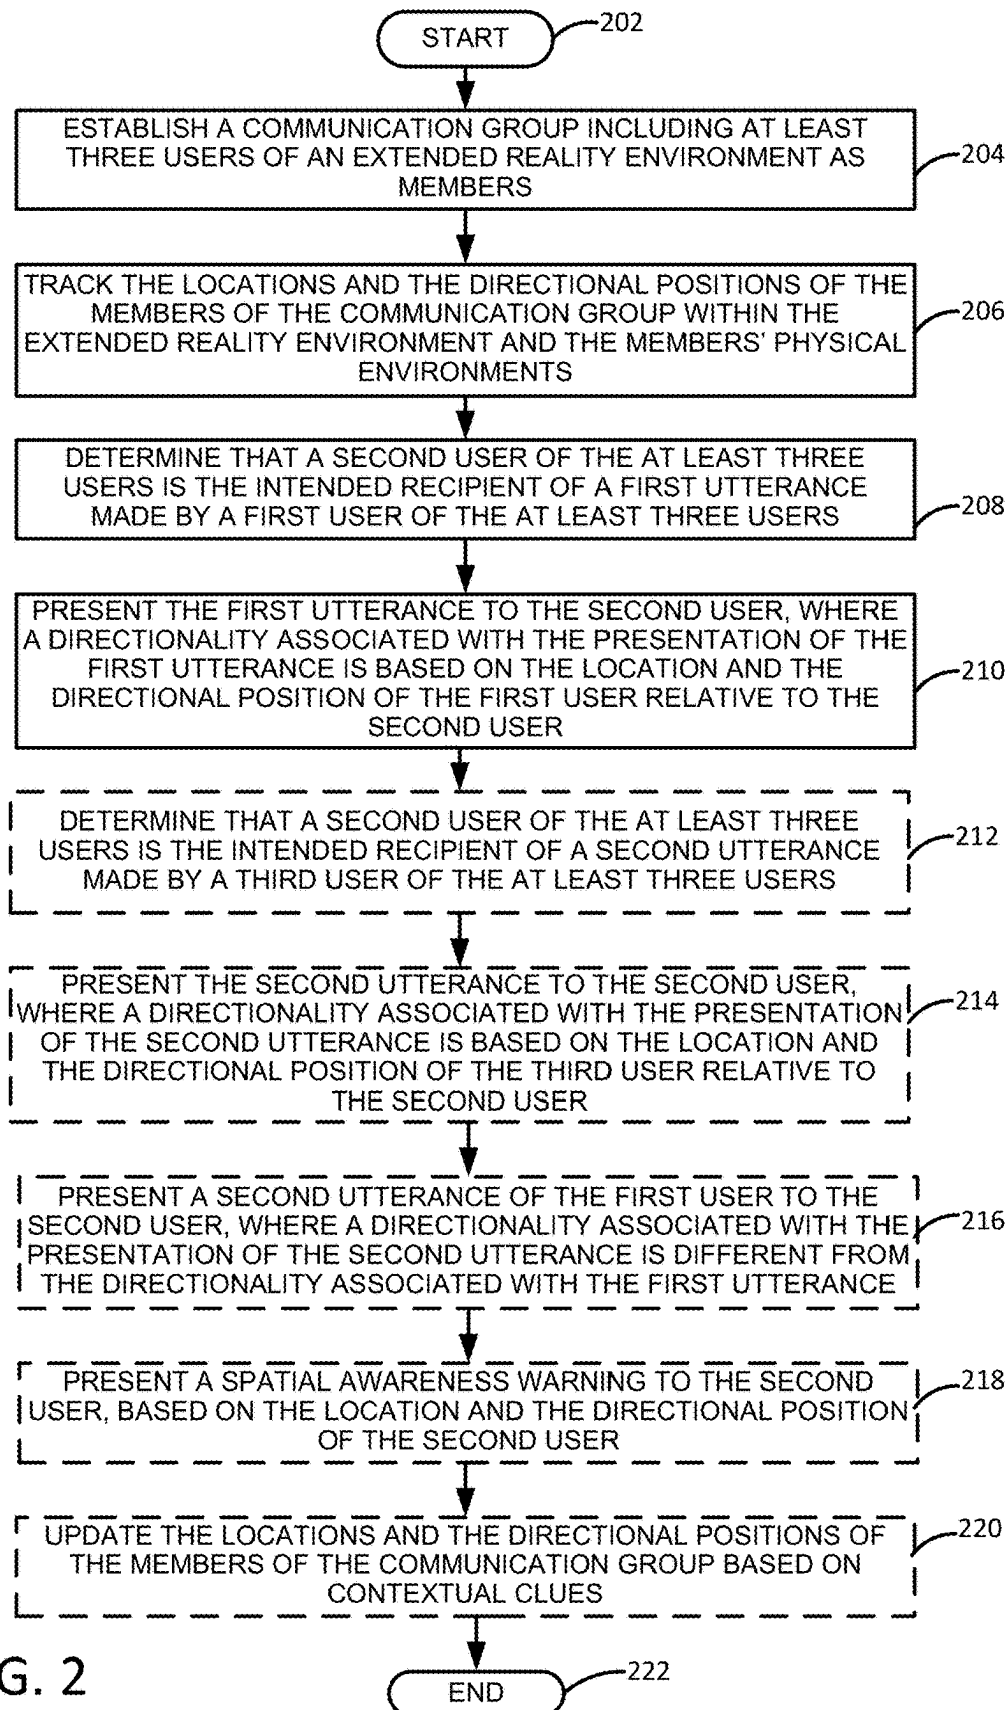 START
202
ESTABLISH A COMMUNICATION GROUP INCLUDING AT LEAST
THREE USERS OF AN EXTENDED REALITY ENVIRONMENT AS
MEMBERS
204
TRACK THE LOCATIONS AND THE DIRECTIONAL POSITIONS OF THE
MEMBERS OF THE COMMUNICATION GROUP WITHIN THE
EXTENDED REALITY ENVIRONMENT AND THE MEMBERS' PHYSICAL
ENVIRONMENTS
206
DETERMINE THAT A SECOND USER OF THE AT LEAST THREE
USERS IS THE INTENDED RECIPIENT OF A FIRST UTTERANCE
MADE BY A FIRST USER OF THE AT LEAST THREE USERS
208
PRESENT THE FIRST UTTERANCE TO THE SECOND USER, WHERE
A DIRECTIONALITY ASSOCIATED WITH THE PRESENTATION OF THE
FIRST UTTERANCE IS BASED ON THE LOCATION AND THE
DIRECTIONAL POSITION OF THE FIRST USER RELATIVE TO THE
SECOND USER
210
DETERMINE THAT A SECOND USER OF THE AT LEAST THREE
USERS IS THE INTENDED RECIPIENT OF A SECOND UTTERANCE
MADE BY A THIRD USER OF THE AT LEAST THREE USERS
212
PRESENT THE SECOND UTTERANCE TO THE SECOND USER,
WHERE A DIRECTIONALITY ASSOCIATED WITH THE PRESENTATION
OF THE SECOND UTTERANCE IS BASED ON THE LOCATION AND
THE DIRECTIONAL POSITION OF THE THIRD USER RELATIVE TO
THE SECOND USER
214
PRESENT A SECOND UTTERANCE OF THE FIRST USER TO THE
SECOND USER, WHERE A DIRECTIONALITY ASSOCIATED WITH THE
PRESENTATION OF THE SECOND UTTERANCE IS DIFFERENT FROM
THE DIRECTIONALITY ASSOCIATED WITH THE FIRST UTTERANCE
216
PRESENT A SPATIAL AWARENESS WARNING TO THE SECOND
USER, BASED ON THE LOCATION AND THE DIRECTIONAL POSITION
OF THE SECOND USER
218
UPDATE THE LOCATIONS AND THE DIRECTIONAL POSITIONS OF
THE MEMBERS OF THE COMMUNICATION GROUP BASED ON
CONTEXTUAL CLUES
220
END
222
G. 2